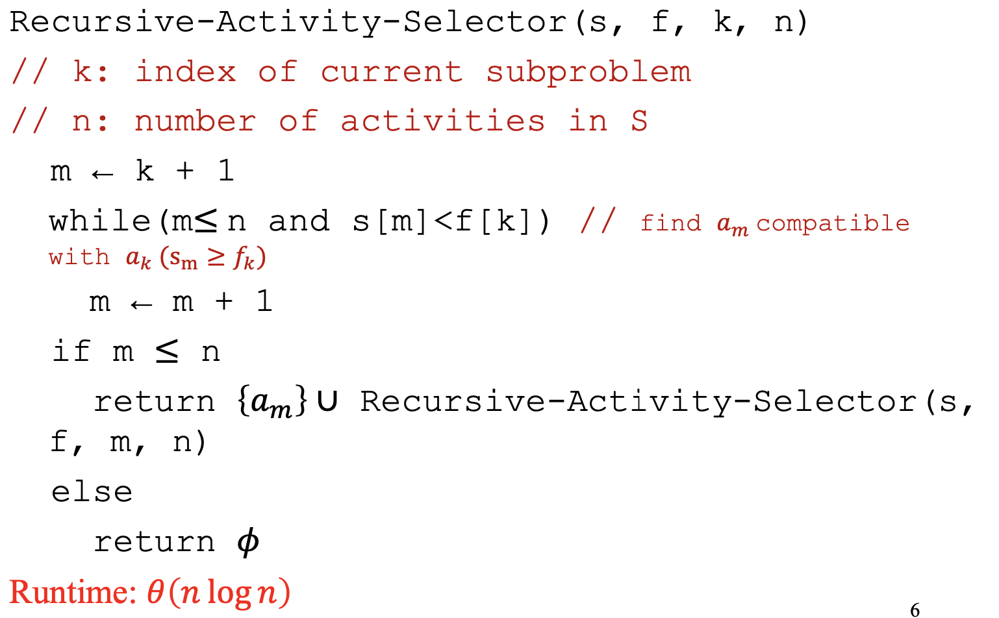 Recursive-Activity-Selector(s, f, k, n)
// k: index of current subproblem
// n: number of activities in S
m ← k + 1
while(m≤ n and s[m]<f[k]) // find aₘ compatible
with aₖ (sₘ ≥ fₖ)
m ← m + 1
if m ≤ n
return {aₘ} ∪ Recursive-Activity-Selector(s,
f, m, n)
else
return ϕ
Runtime: θ(n log n)
6